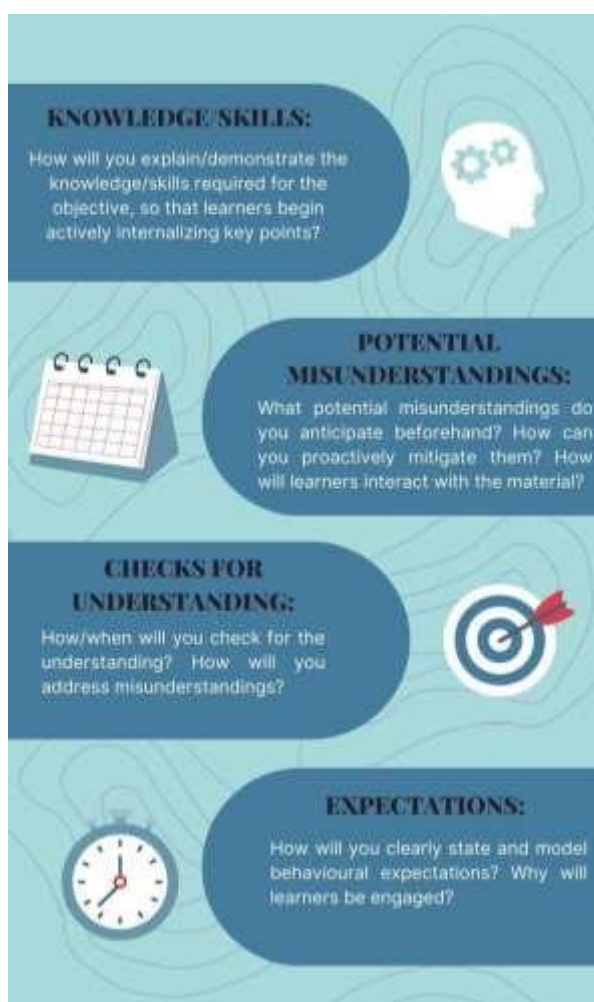 KNOWLEDGE/SKILLS:
How will you explain/demonstrate the
knowledge/skills required for the
objective, so that learners begin
actively internalizing key points?
POTENTIAL
MISUNDERSTANDINGS:
What potential misunderstandings do
you anticipate beforehand? How can
you proactively mitigate them? How
will learners interact with the material?
CHECKS FOR
UNDERSTANDING:
How/when will you check for the
understanding? How will you
address misunderstandings?
EXPECTATIONS:
How will you clearly state and model
behavioural expectations? Why will
learners be engaged?